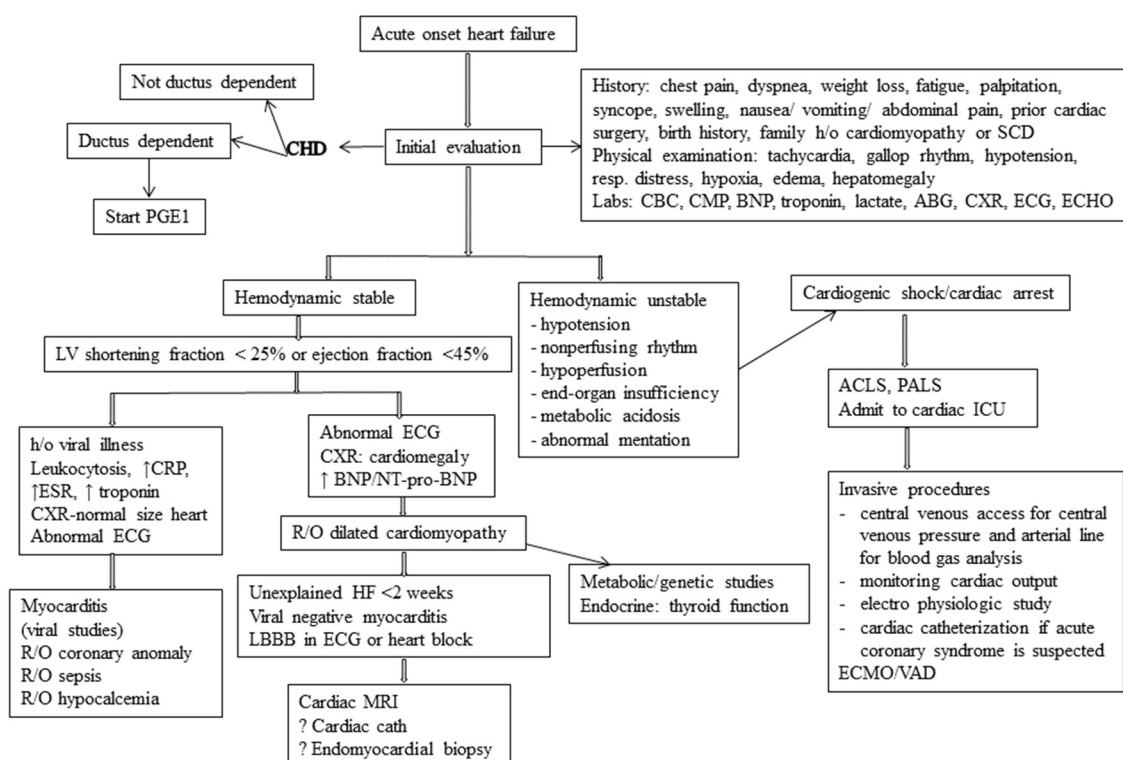 Acute onset heart failure
Not ductus dependent
Ductus dependent
CHD
Initial evaluation
Start PGE1
History: chest pain, dyspnea, weight loss, fatigue, palpitation,
syncope, swelling, nausea/ vomiting/ abdominal pain, prior cardiac
surgery, birth history, family h/o cardiomyopathy or SCD
Physical examination: tachycardia, gallop rhythm, hypotension,
resp. distress, hypoxia, edema, hepatomegaly
Labs: CBC, CMP, BNP, troponin, lactate, ABG, CXR, ECG, ECHO
Hemodynamic stable
LV shortening fraction < 25% or ejection fraction <45%
Hemodynamic unstable
- hypotension
- nonperfusing rhythm
- hypoperfusion
- end-organ insufficiency
- metabolic acidosis
- abnormal mentation
Cardiogenic shock/cardiac arrest
ACLS, PALS
Admit to cardiac ICU
h/o viral illness
Leukocytosis, ↑CRP,
↑ESR, ↑ troponin
CXR-normal size heart
Abnormal ECG
Abnormal ECG
CXR: cardiomegaly
↑ BNP/NT-pro-BNP
R/O dilated cardiomyopathy
Invasive procedures
- central venous access for central
venous pressure and arterial line
for blood gas analysis
- monitoring cardiac output
- electro physiologic study
- cardiac catheterization if acute
coronary syndrome is suspected
ECMO/VAD
Metabolic/genetic studies
Endocrine: thyroid function
Myocarditis
(viral studies)
R/O coronary anomaly
R/O sepsis
R/O hypocalcemia
Unexplained HF <2 weeks
Viral negative myocarditis
LBBB in ECG or heart block
Cardiac MRI
? Cardiac cath
? Endomyocardial biopsy